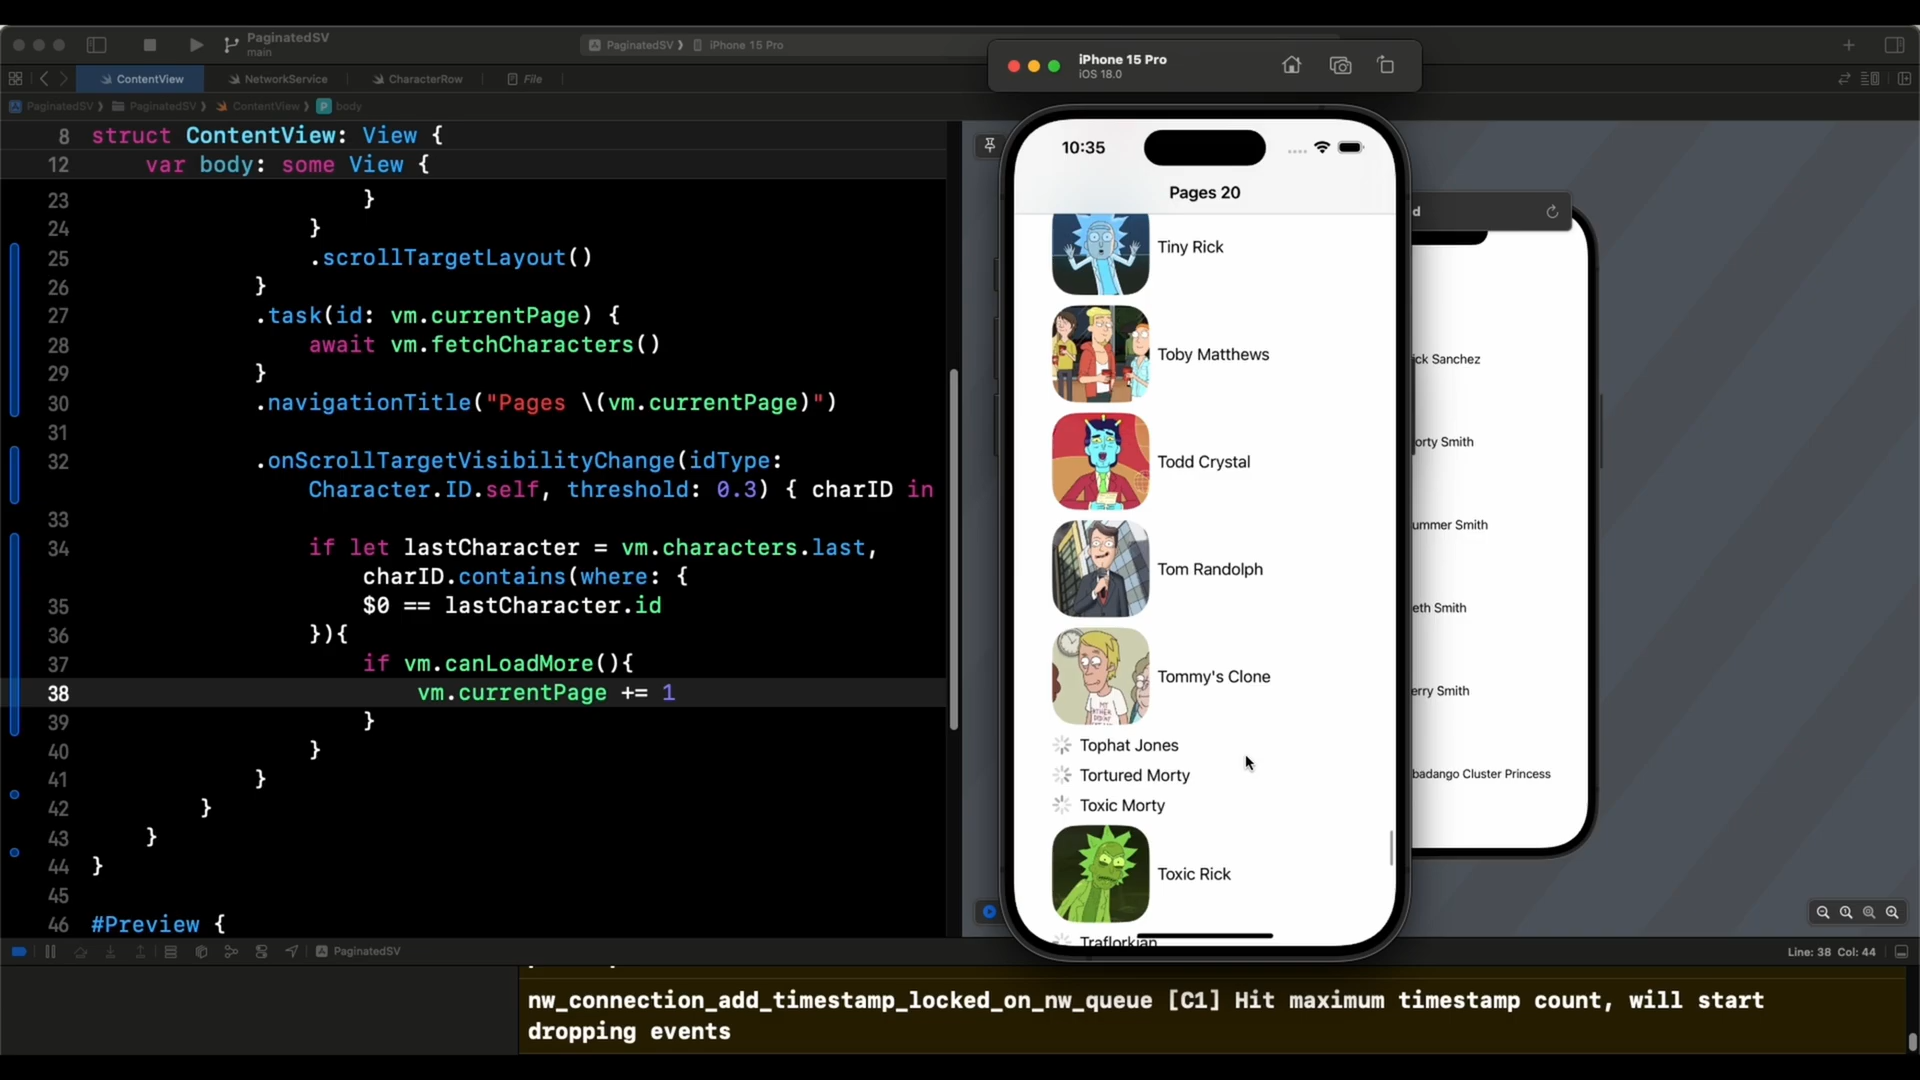 PaginatedSV
main
PaginatedSV
iPhone 15 Pro
ContentView
NetworkService
CharacterRow
File
PaginatedSV
PaginatedSV
ContentView
P
body
8 struct ContentView: View {
12 var body: some View {
23 }
24 }
25 .scrollTargetLayout()
26 }
27 .task(id: vm.currentPage) {
28 await vm.fetchCharacters()
29 }
30 .navigationTitle("Pages \(vm.currentPage)")
31
32 .onScrollTargetVisibilityChange(idType:
Character.ID.self, threshold: 0.3) { charID in
33
34 if let lastCharacter = vm.characters.last,
charID.contains(where: {
35 $0 == lastCharacter.id
36 }){
37 if vm.canLoadMore(){
38 vm.currentPage += 1
39 }
40 }
41 }
42 }
43 }
44 }
45
46 #Preview {
iPhone 15 Pro
iOS 18.0
10:35
Pages 20
Tiny Rick
Toby Matthews
Todd Crystal
Tom Randolph
Tommy's Clone
Tophat Jones
Tortured Morty
Toxic Morty
Toxic Rick
Traflorkian
d
ick Sanchez
orty Smith
ummer Smith
eth Smith
erry Smith
badango Cluster Princess
PaginatedSV
Line: 38 Col: 44
nw_connection_add_timestamp_locked_on_nw_queue [C1] Hit maximum timestamp count, will start
dropping events